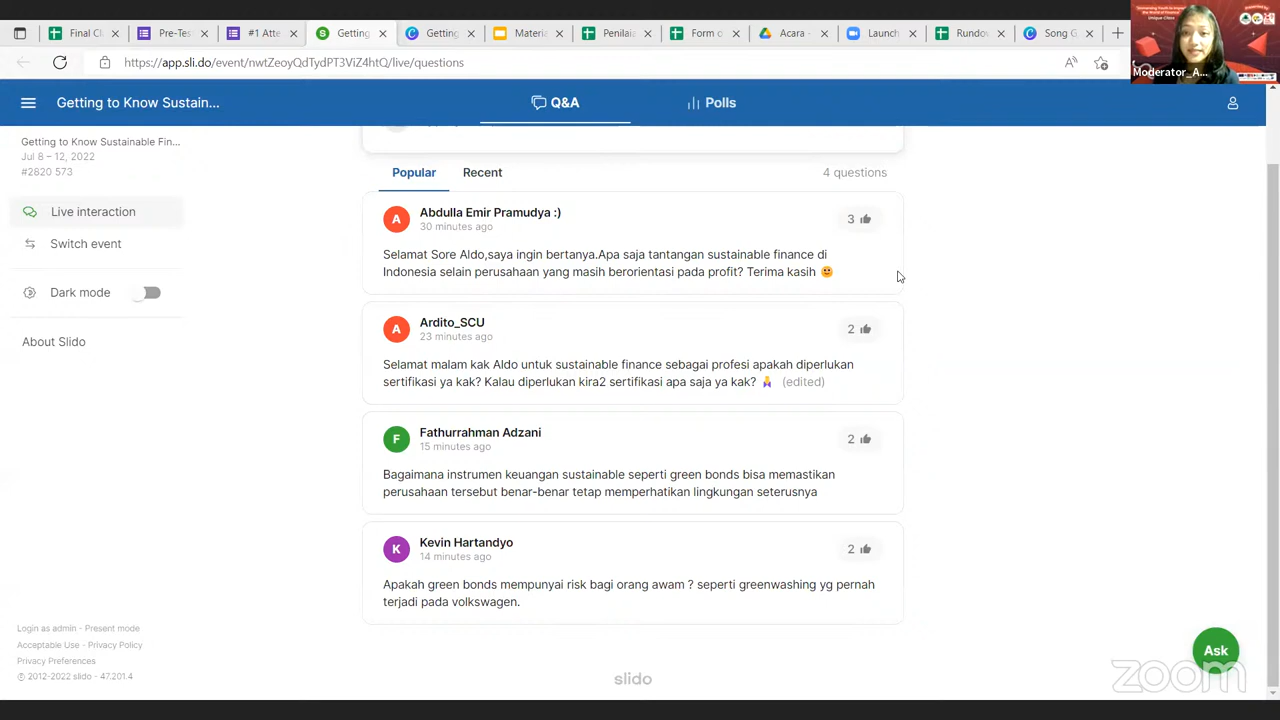 Final Cl
Pre-Tes
#1 Atte
Getting
Getting
Materia
Penilai
Form o
Acara -
Launch
Rundo
Song G
Unique Class
Moderator_A...
https://app.sli.do/event/nwtZeoyQdTydPT3ViZ4htQ/live/questions
Getting to Know Sustain...
Q&A
Polls
Getting to Know Sustainable Fin...
Jul 8 – 12, 2022
#2820 573
Live interaction
Switch event
Dark mode
About Slido
Popular
Recent
4 questions
A
Abdulla Emir Pramudya :)
30 minutes ago
3
Selamat Sore Aldo,saya ingin bertanya.Apa saja tantangan sustainable finance di
Indonesia selain perusahaan yang masih berorientasi pada profit? Terima kasih 🙂
A
Ardito_SCU
23 minutes ago
2
Selamat malam kak Aldo untuk sustainable finance sebagai profesi apakah diperlukan
sertifikasi ya kak? Kalau diperlukan kira2 sertifikasi apa saja ya kak? 🙏 (edited)
F
Fathurrahman Adzani
15 minutes ago
2
Bagaimana instrumen keuangan sustainable seperti green bonds bisa memastikan
perusahaan tersebut benar-benar tetap memperhatikan lingkungan seterusnya
K
Kevin Hartandyo
14 minutes ago
2
Apakah green bonds mempunyai risk bagi orang awam ? seperti greenwashing yg pernah
terjadi pada volkswagen.
Login as admin - Present mode
Acceptable Use - Privacy Policy
Privacy Preferences
© 2012-2022 slido - 47.201.4
slido
Ask
zoom